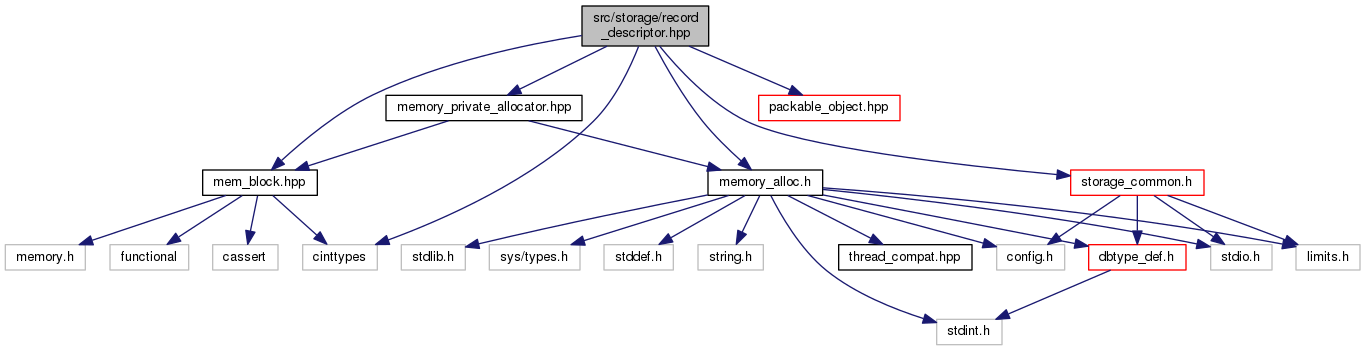 src/storage/record
_descriptor.hpp
memory_private_allocator.hpp
packable_object.hpp
mem_block.hpp
memory_alloc.h
storage_common.h
memory.h
functional
cassert
cinttypes
stdlib.h
sys/types.h
stddef.h
string.h
thread_compat.hpp
config.h
dbtype_def.h
stdio.h
limits.h
stdint.h